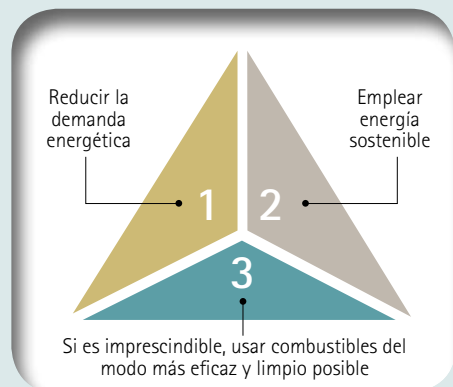 Reducir la
demanda
energética
Emplear
energía
sostenible
1
2
3
Si es imprescindible, usar combustibles del
modo más eficaz y limpio posible